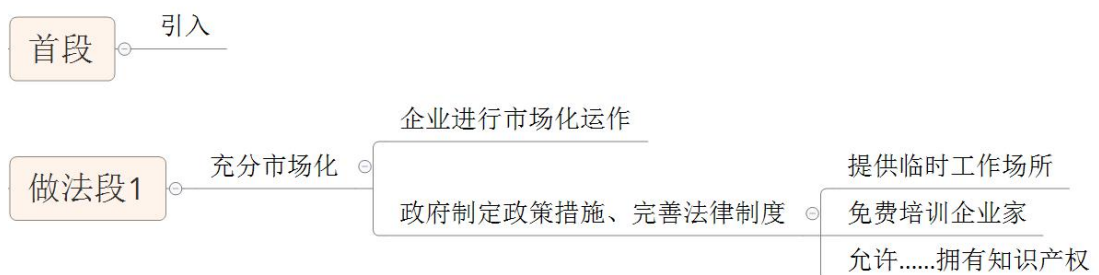 首段
引入
做法段1
充分市场化
企业进行市场化运作
政府制定政策措施、完善法律制度
提供临时工作场所
免费培训企业家
允许......拥有知识产权